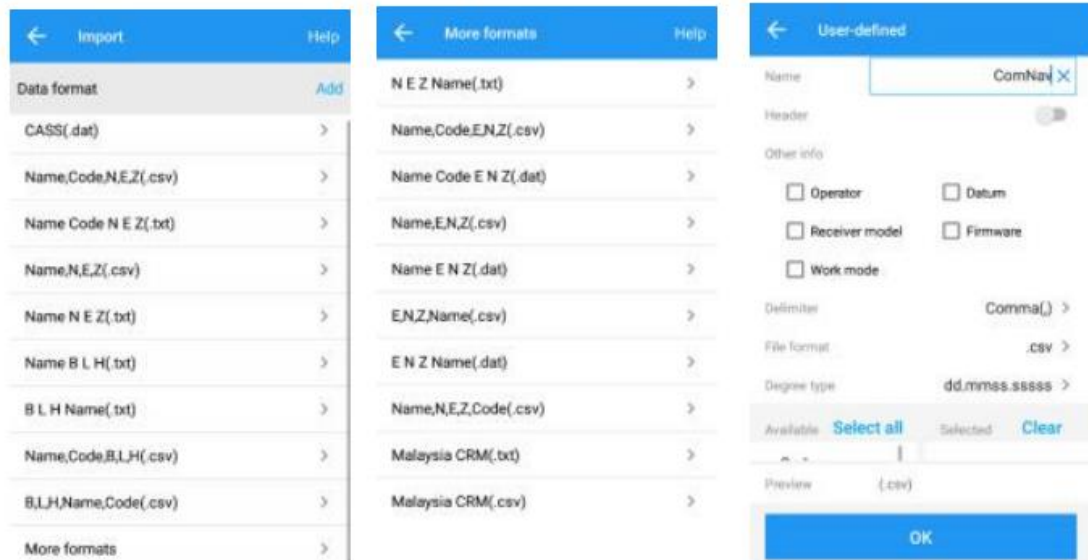 Import Help
Data format Add
CASS(.dat)
Name,Code,N,E,Z(.csv)
Name Code N E Z(.txt)
Name,N,E,Z(.csv)
Name N E Z(.txt)
Name B L H(.txt)
B L H Name(.txt)
Name,Code,B,L,H(.csv)
B,L,H,Name,Code(.csv)
More formats
More formats Help
N E Z Name(.txt)
Name,Code,E,N,Z(.csv)
Name Code E N Z(.dat)
Name,E,N,Z(.csv)
Name E N Z(.dat)
E,N,Z,Name(.csv)
E N Z Name(.dat)
Name,N,E,Z,Code(.csv)
Malaysia CRM(.txt)
Malaysia CRM(.csv)
User-defined
Name ComNav
Header
Other info
Operator Datum
Receiver model Firmware
Work mode
Delimiter Comma(,)
File format .csv
Degree type dd.mmss.sssss
Available Select all Selected Clear
Preview (.csv)
OK